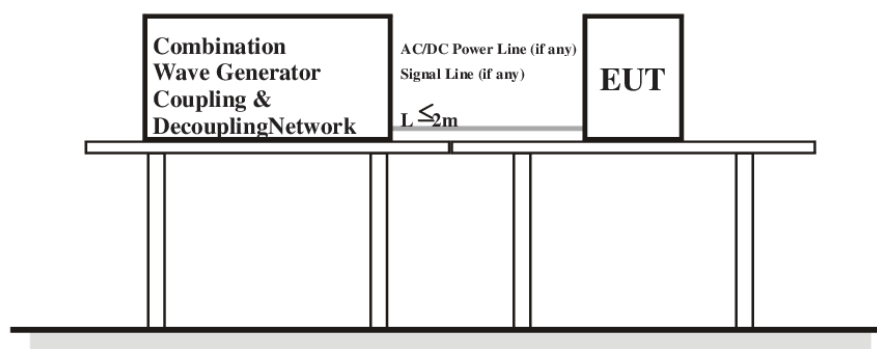 Combination
Wave Generator
Coupling &
DecouplingNetwork
AC/DC Power Line (if any)
Signal Line (if any)
L ≤2m
EUT